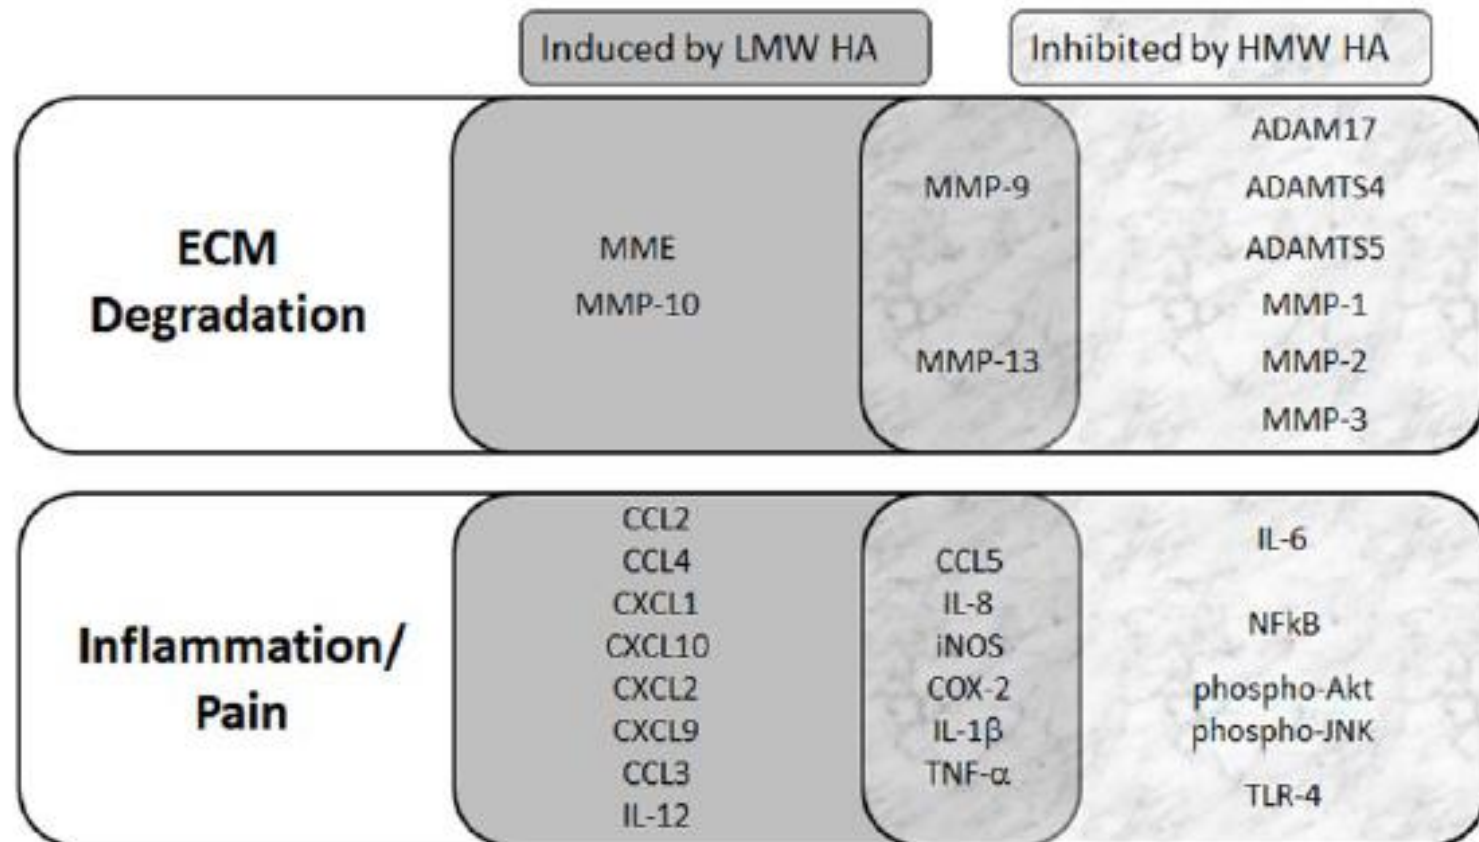 Induced by LMW HA
Inhibited by HMW HA
ECM
Degradation
MME
MMP-10
MMP-9
MMP-13
ADAM17
ADAMTS4
ADAMTS5
MMP-1
MMP-2
MMP-3
Inflammation/
Pain
CCL2
CCL4
CXCL1
CXCL10
CXCL2
CXCL9
CCL3
IL-12
CCL5
IL-8
iNOS
COX-2
IL-1β
TNF-α
IL-6
NFkB
phospho-Akt
phospho-JNK
TLR-4